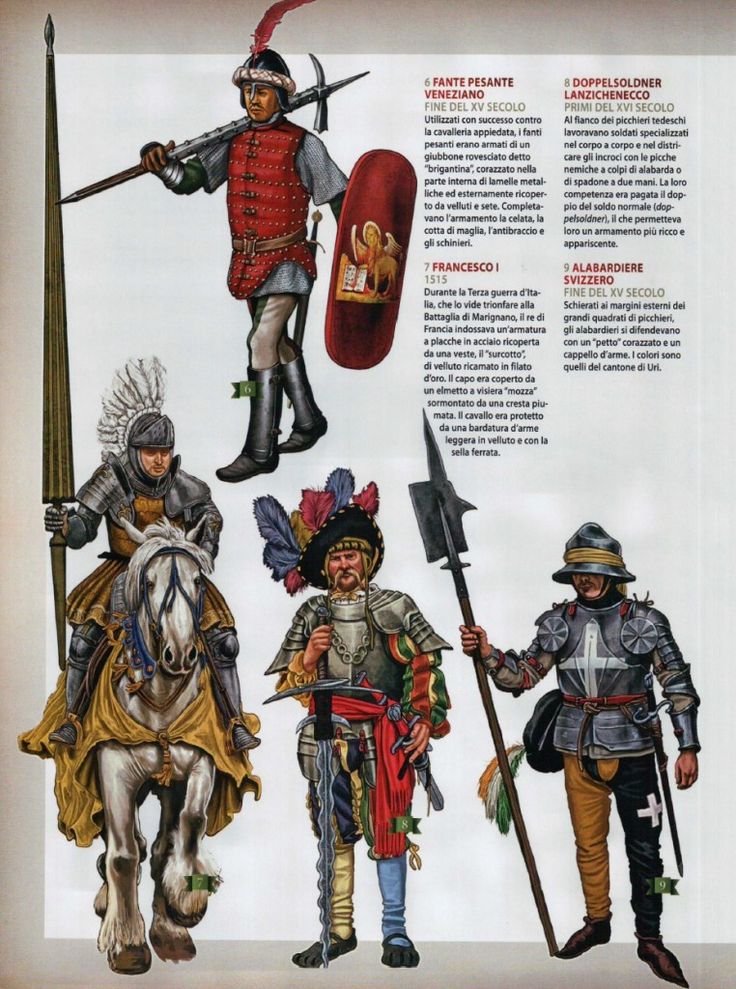 6 FANTE PESANTE
VENEZIANO
FINE DEL XV SECOLO
Utilizzati con successo contro
la cavalleria appiedata, i fanti
pesanti erano armati di un
giubbone rovesciato detto
"brigantina", corazzato nella
parte interna di lamelle metal-
liche ed esternamente ricoper-
to da velluti e sete. Completa-
vano l'armamento la celata, la
cotta di maglia, l'antibraccio e
gli schinieri.
7 FRANCESCO I
1515
Durante la Terza guerra d'Ita-
lia, che lo vide trionfare alla
Battaglia di Marignano, il re di
Francia indossava un'armatura
a placche in acciaio ricoperta
da una veste, il "surcotto",
di velluto ricamato in filato
d'oro. Il capo era coperto da
un elmetto a visiera "mozza"
sormontato da una cresta piu-
mata. Il cavallo era protetto
da una bardatura d'arme
leggera in velluto e con la
sella ferrata.
8 DOPPELSOLDNER
LANZICHENECCO
PRIMI DEL XVI SECOLO
Al fianco dei picchieri tedeschi
lavoravano soldati specializzati
nel corpo a corpo e nel distri-
care gli incroci con le picche
nemiche a colpi di alabarda o
di spadone a due mani. La loro
competenza era pagata il dop-
pio del soldo normale (dop-
pelsoldner), il che permetteva
loro un armamento più ricco e
appariscente.
9 ALABARDIERE
SVIZZERO
FINE DEL XV SECOLO
Schierati ai margini esterni dei
grandi quadrati di picchieri,
gli alabardieri si difendevano
con un "petto" corazzato e un
cappello d'arme. I colori sono
quelli del cantone di Uri.
6
7
8
9